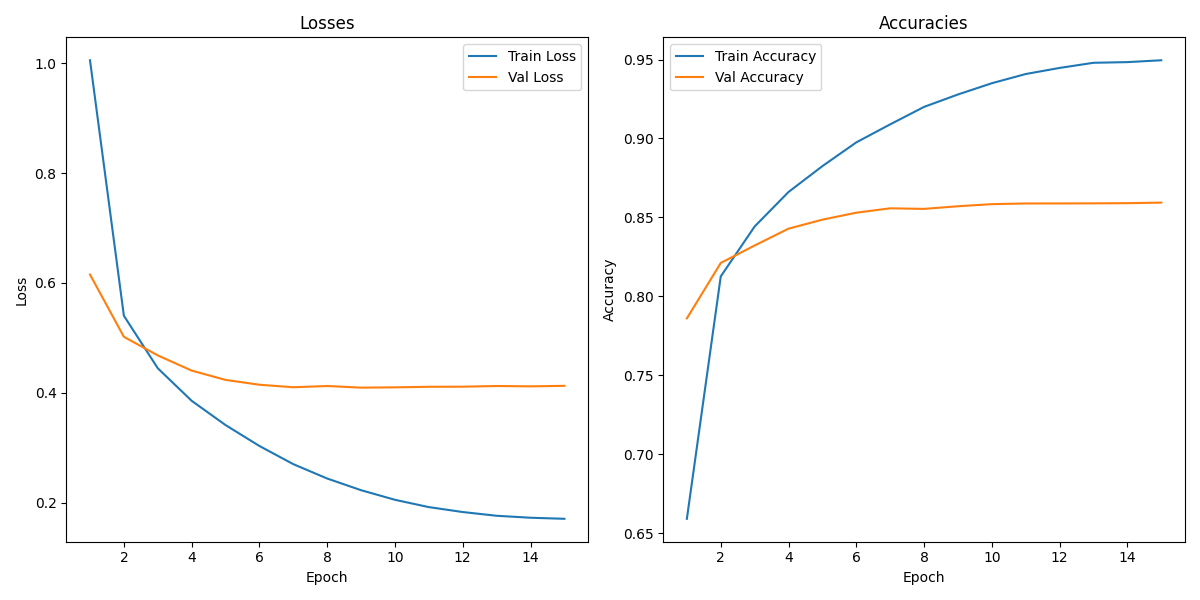 Losses
Train Loss
Val Loss
1.0
0.8
0.6
0.4
0.2
Loss
2 4 6 8 10 12 14
Epoch
Accuracies
Train Accuracy
Val Accuracy
0.95
0.90
0.85
0.80
0.75
0.70
0.65
Accuracy
2 4 6 8 10 12 14
Epoch